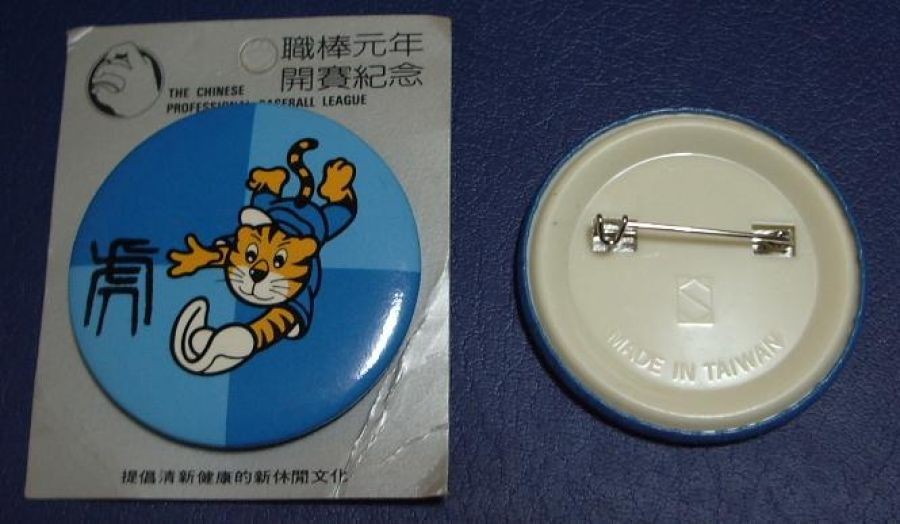 職棒元年
開賽紀念
THE CHINESE
PROFESSIONAL BASEBALL LEAGUE
虎
提倡清新健康的新休閒文化
MADE IN TAIWAN